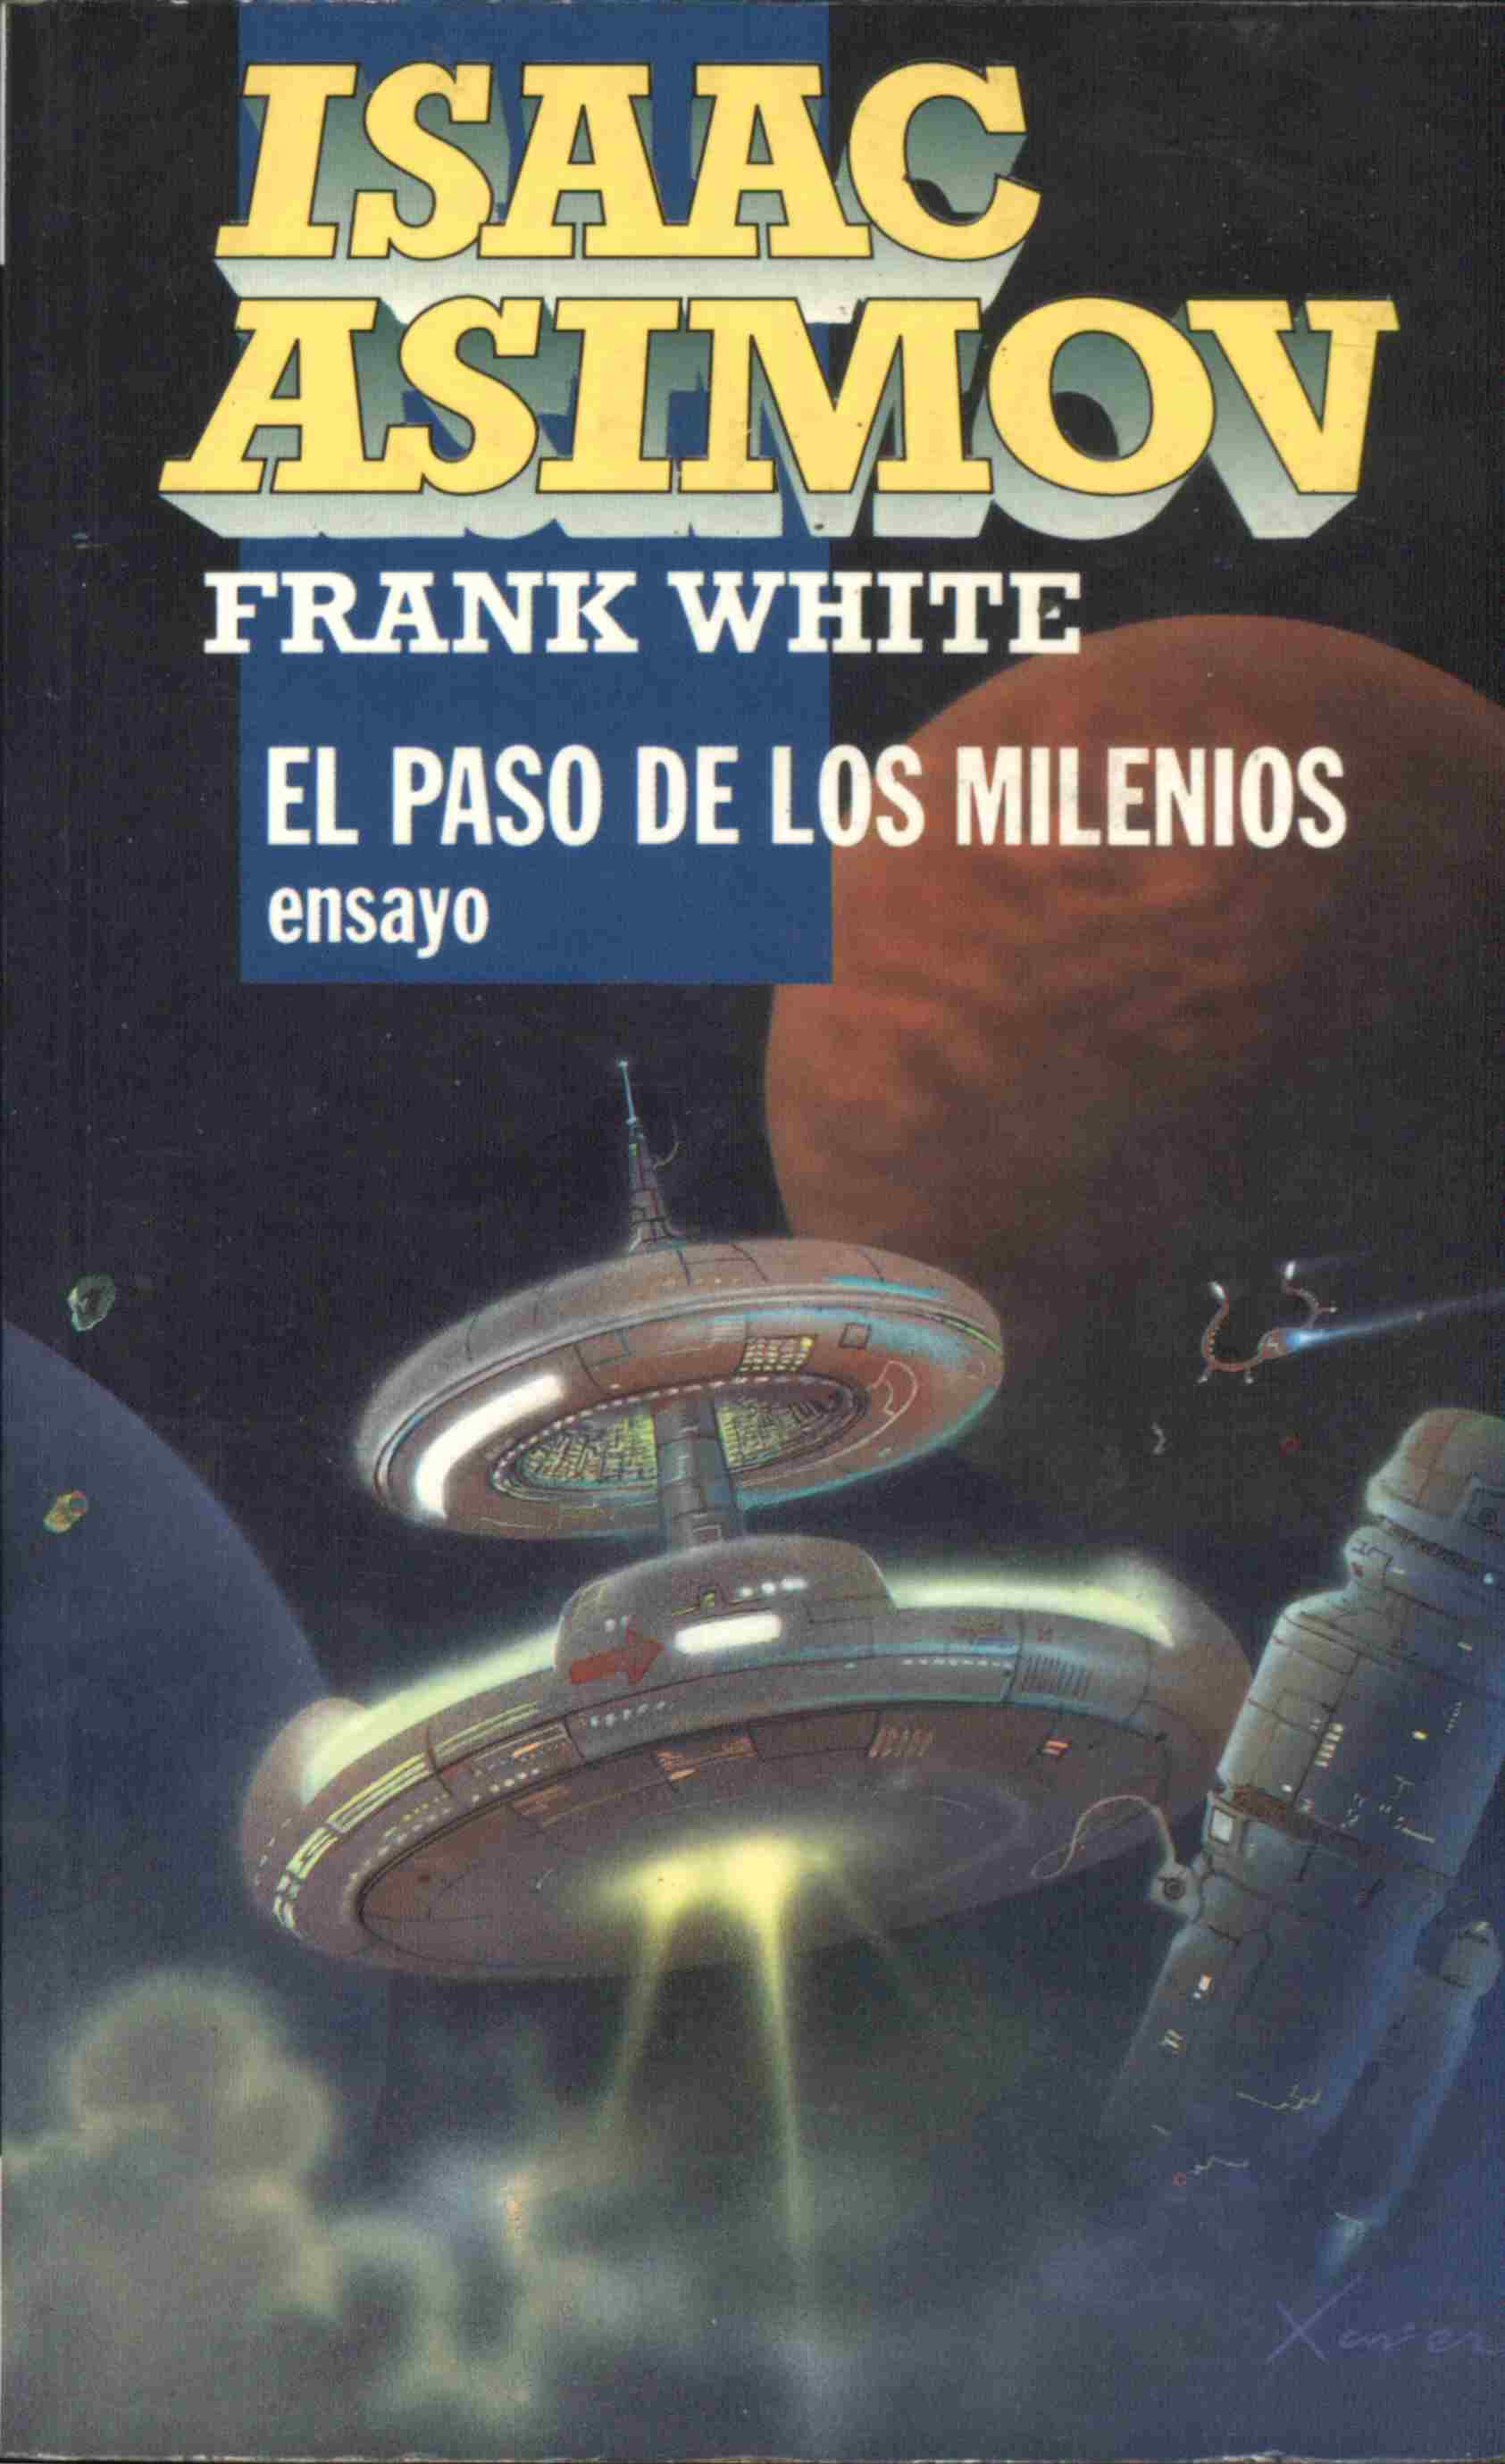 ISAAC
ASIMOV
FRANK WHITE
EL PASO DE LOS MILENIOS
ensayo